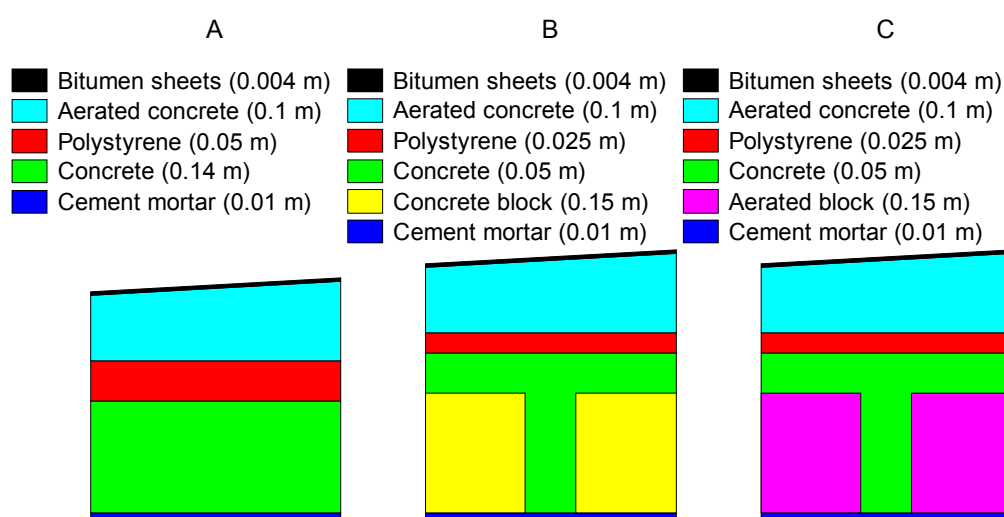 A
Bitumen sheets (0.004 m)
Aerated concrete (0.1 m)
Polystyrene (0.05 m)
Concrete (0.14 m)
Cement mortar (0.01 m)
B
Bitumen sheets (0.004 m)
Aerated concrete (0.1 m)
Polystyrene (0.025 m)
Concrete (0.05 m)
Concrete block (0.15 m)
Cement mortar (0.01 m)
C
Bitumen sheets (0.004 m)
Aerated concrete (0.1 m)
Polystyrene (0.025 m)
Concrete (0.05 m)
Aerated block (0.15 m)
Cement mortar (0.01 m)